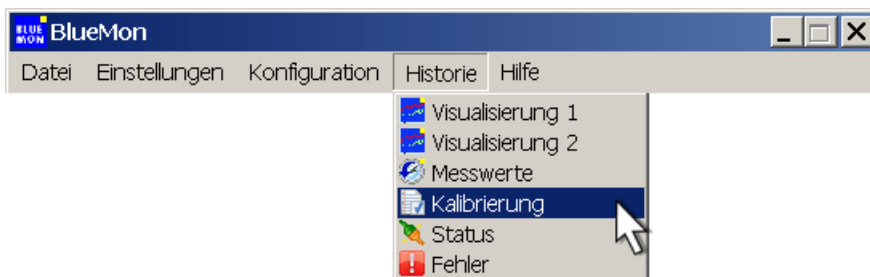 BLUE
MON BlueMon
Datei Einstellungen Konfiguration Historie Hilfe
Visualisierung 1
Visualisierung 2
Messwerte
Kalibrierung
Status
Fehler